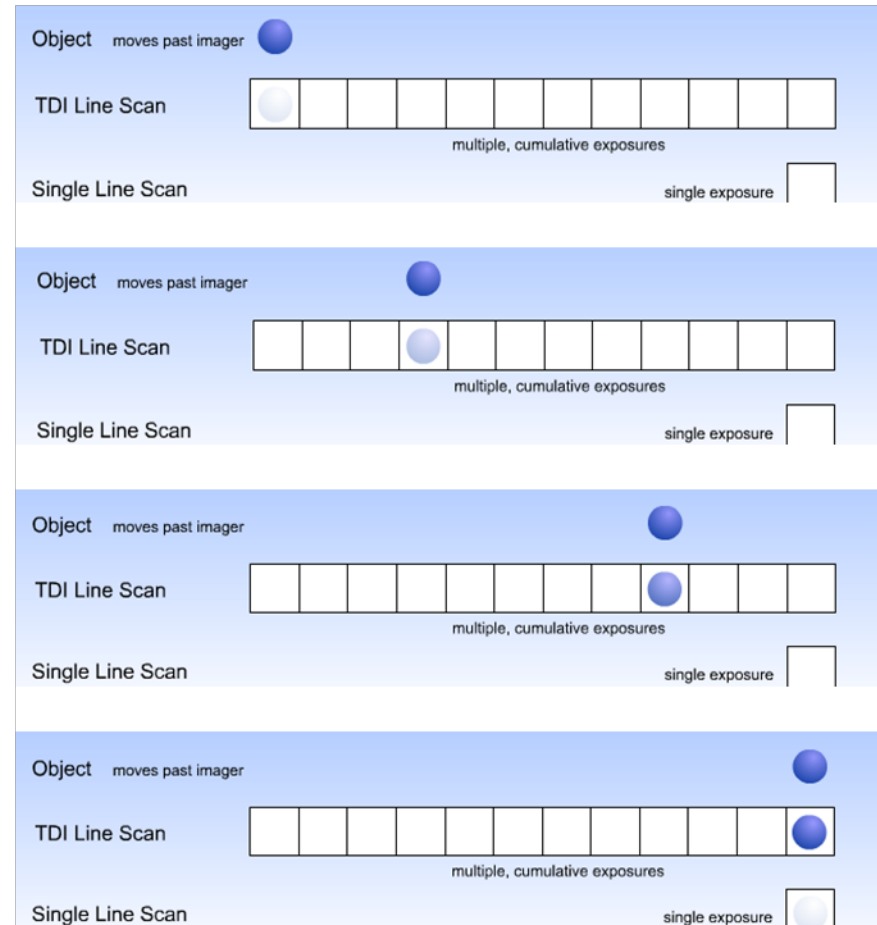 Object moves past imager
TDI Line Scan
multiple, cumulative exposures
Single Line Scan single exposure
Object moves past imager
TDI Line Scan
multiple, cumulative exposures
Single Line Scan single exposure
Object moves past imager
TDI Line Scan
multiple, cumulative exposures
Single Line Scan single exposure
Object moves past imager
TDI Line Scan
multiple, cumulative exposures
Single Line Scan single exposure